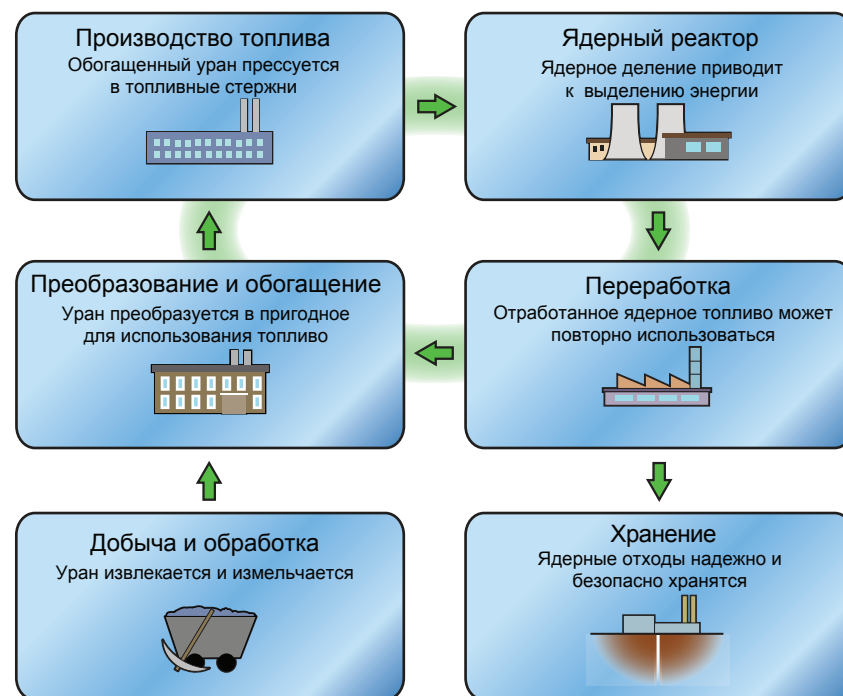 Производство топлива
Обогащенный уран прессуется
в топливные стержни
Ядерный реактор
Ядерное деление приводит
к выделению энергии
Преобразование и обогащение
Уран преобразуется в пригодное
для использования топливо
Переработка
Отработанное ядерное топливо может
повторно использоваться
Добыча и обработка
Уран извлекается и измельчается
Хранение
Ядерные отходы надежно и
безопасно хранятся